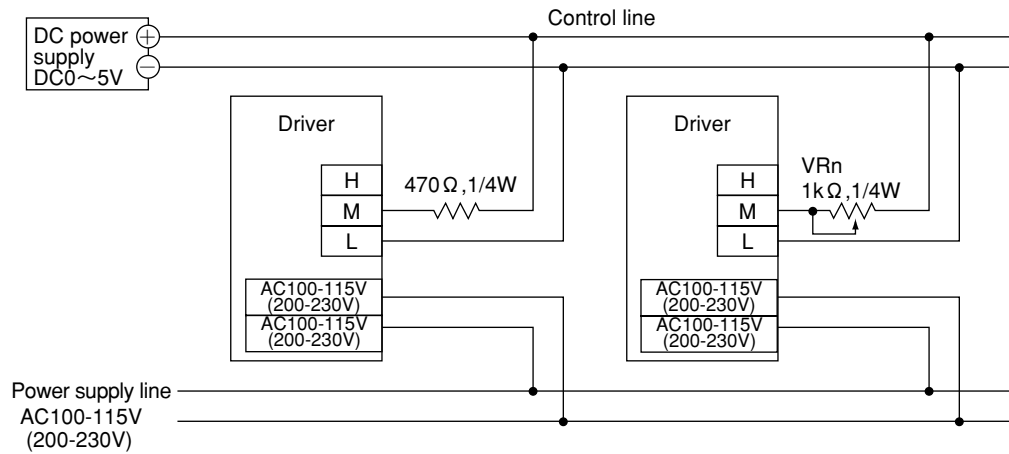 Control line
DC power
supply
DC0～5V
+
−
Driver
H
M
L
470Ω,1/4W
AC100-115V
(200-230V)
AC100-115V
(200-230V)
Driver
H
M
L
VRn
1kΩ,1/4W
AC100-115V
(200-230V)
AC100-115V
(200-230V)
Power supply line
AC100-115V
(200-230V)